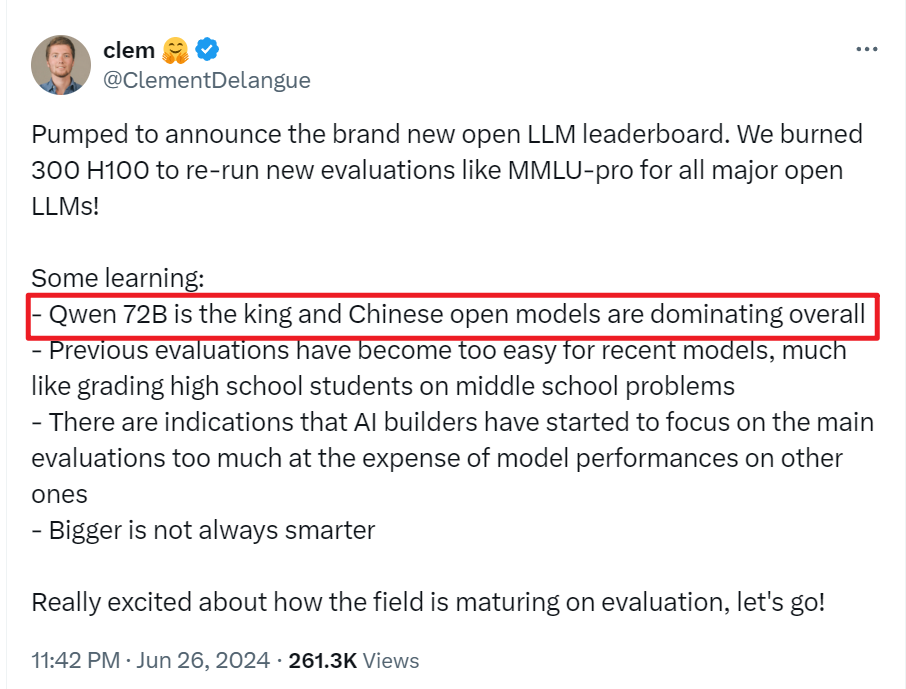 clem 🤗
@ClementDelangue
Pumped to announce the brand new open LLM leaderboard. We burned
300 H100 to re-run new evaluations like MMLU-pro for all major open
LLMs!
Some learning:
- Qwen 72B is the king and Chinese open models are dominating overall
- Previous evaluations have become too easy for recent models, much
like grading high school students on middle school problems
- There are indications that AI builders have started to focus on the main
evaluations too much at the expense of model performances on other
ones
- Bigger is not always smarter
Really excited about how the field is maturing on evaluation, let's go!
11:42 PM · Jun 26, 2024 · 261.3K Views